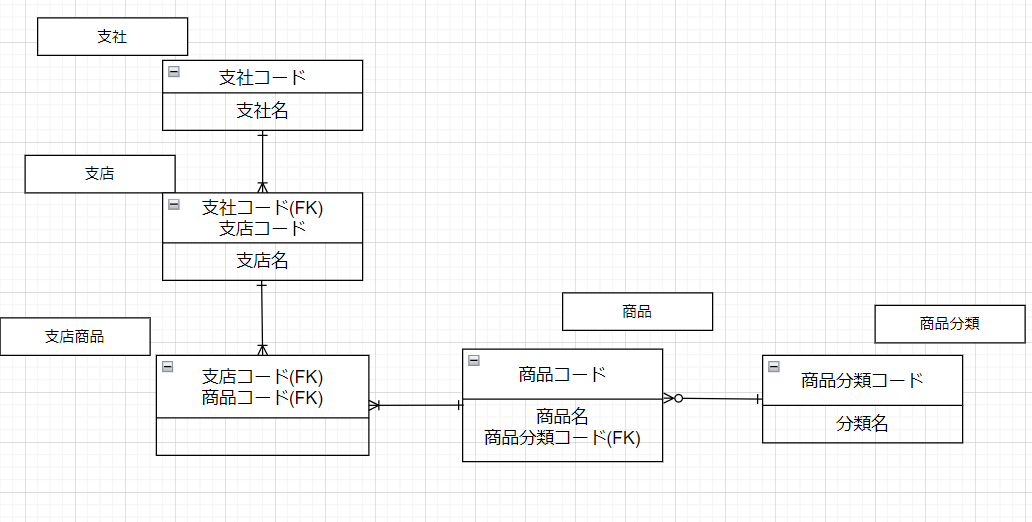 支社
支社コード
支社名
支店
支社コード(FK)
支店コード
支店名
支店商品
支店コード(FK)
商品コード(FK)
商品
商品コード
商品名
商品分類コード(FK)
商品分類
商品分類コード
分類名